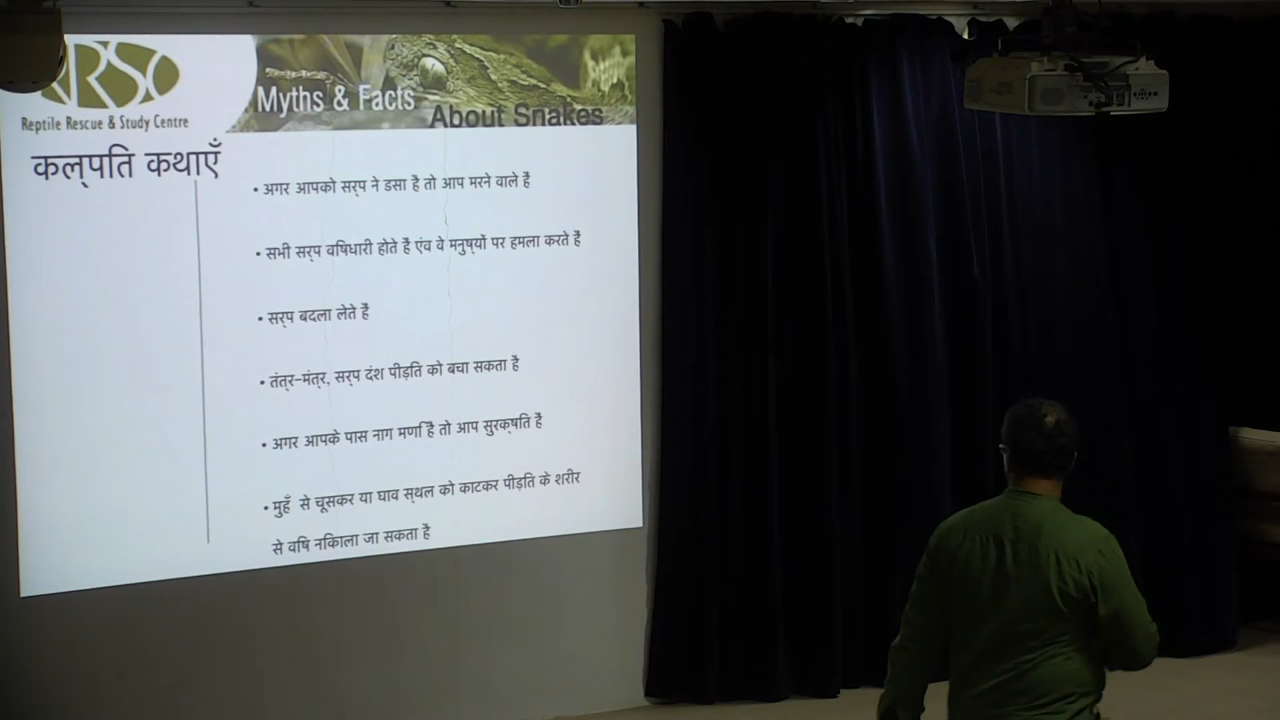 RRSC
Reptile Rescue & Study Centre
Myths & Facts
About Snakes
कल्पति कथाएँ
• अगर आपको सर्प ने डसा है तो आप मरने वाले है
• सभी सर्प वषिधारी होते है एंव वे मनुष्यों पर हमला करते है
• सर्प बदला लेते है
• तंत्र-मंत्र, सर्प दंश पीड़ति को बचा सकता है
• अगर आपके पास नाग मणी है तो आप सुरक्षति है
• मुहँ से चूसकर या घाव स्थल को काटकर पीड़ति के शरीर
से वषि नकिाला जा सकता है